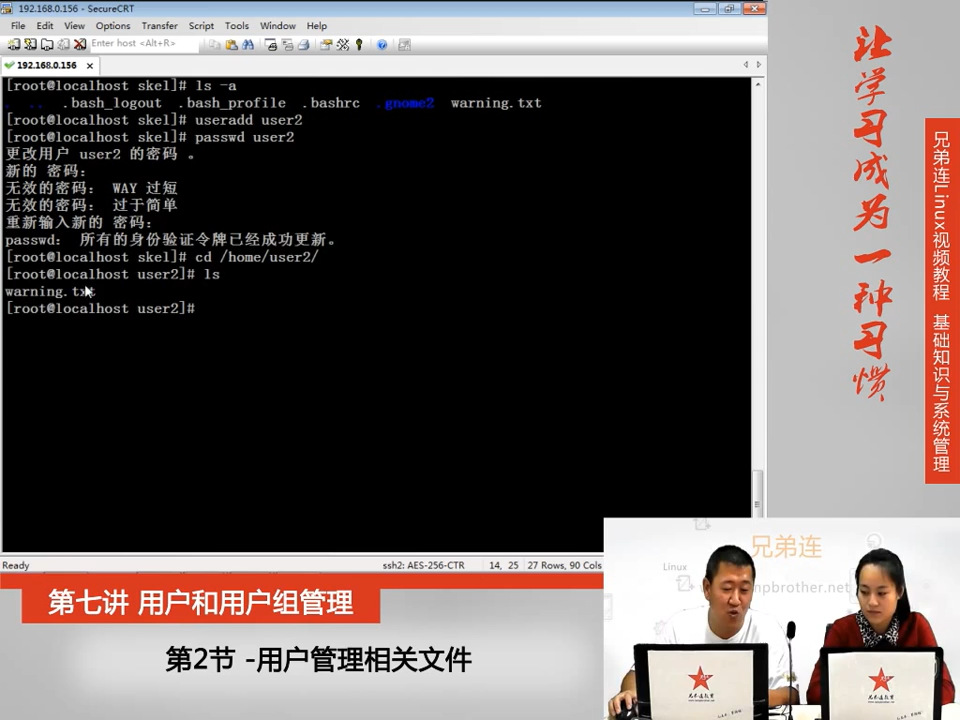 192.168.0.156 - SecureCRT
File Edit View Options Transfer Script Tools Window Help
Enter host <Alt+R>
192.168.0.156
[root@localhost skel]# ls -a
. .. .bash_logout .bash_profile .bashrc .gnome2 warning.txt
[root@localhost skel]# useradd user2
[root@localhost skel]# passwd user2
更改用户 user2 的密码 。
新的 密码：
无效的密码： WAY 过短
无效的密码： 过于简单
重新输入新的 密码：
passwd： 所有的身份验证令牌已经成功更新。
[root@localhost skel]# cd /home/user2/
[root@localhost user2]# ls
warning.txt
[root@localhost user2]#
Ready
ssh2: AES-256-CTR
14, 25
27 Rows, 90 Cols
让学习成为一种习惯
兄弟连Linux视频教程 基础知识与系统管理
兄弟连
Linux
npbrother.net
第七讲 用户和用户组管理
第2节 -用户管理相关文件